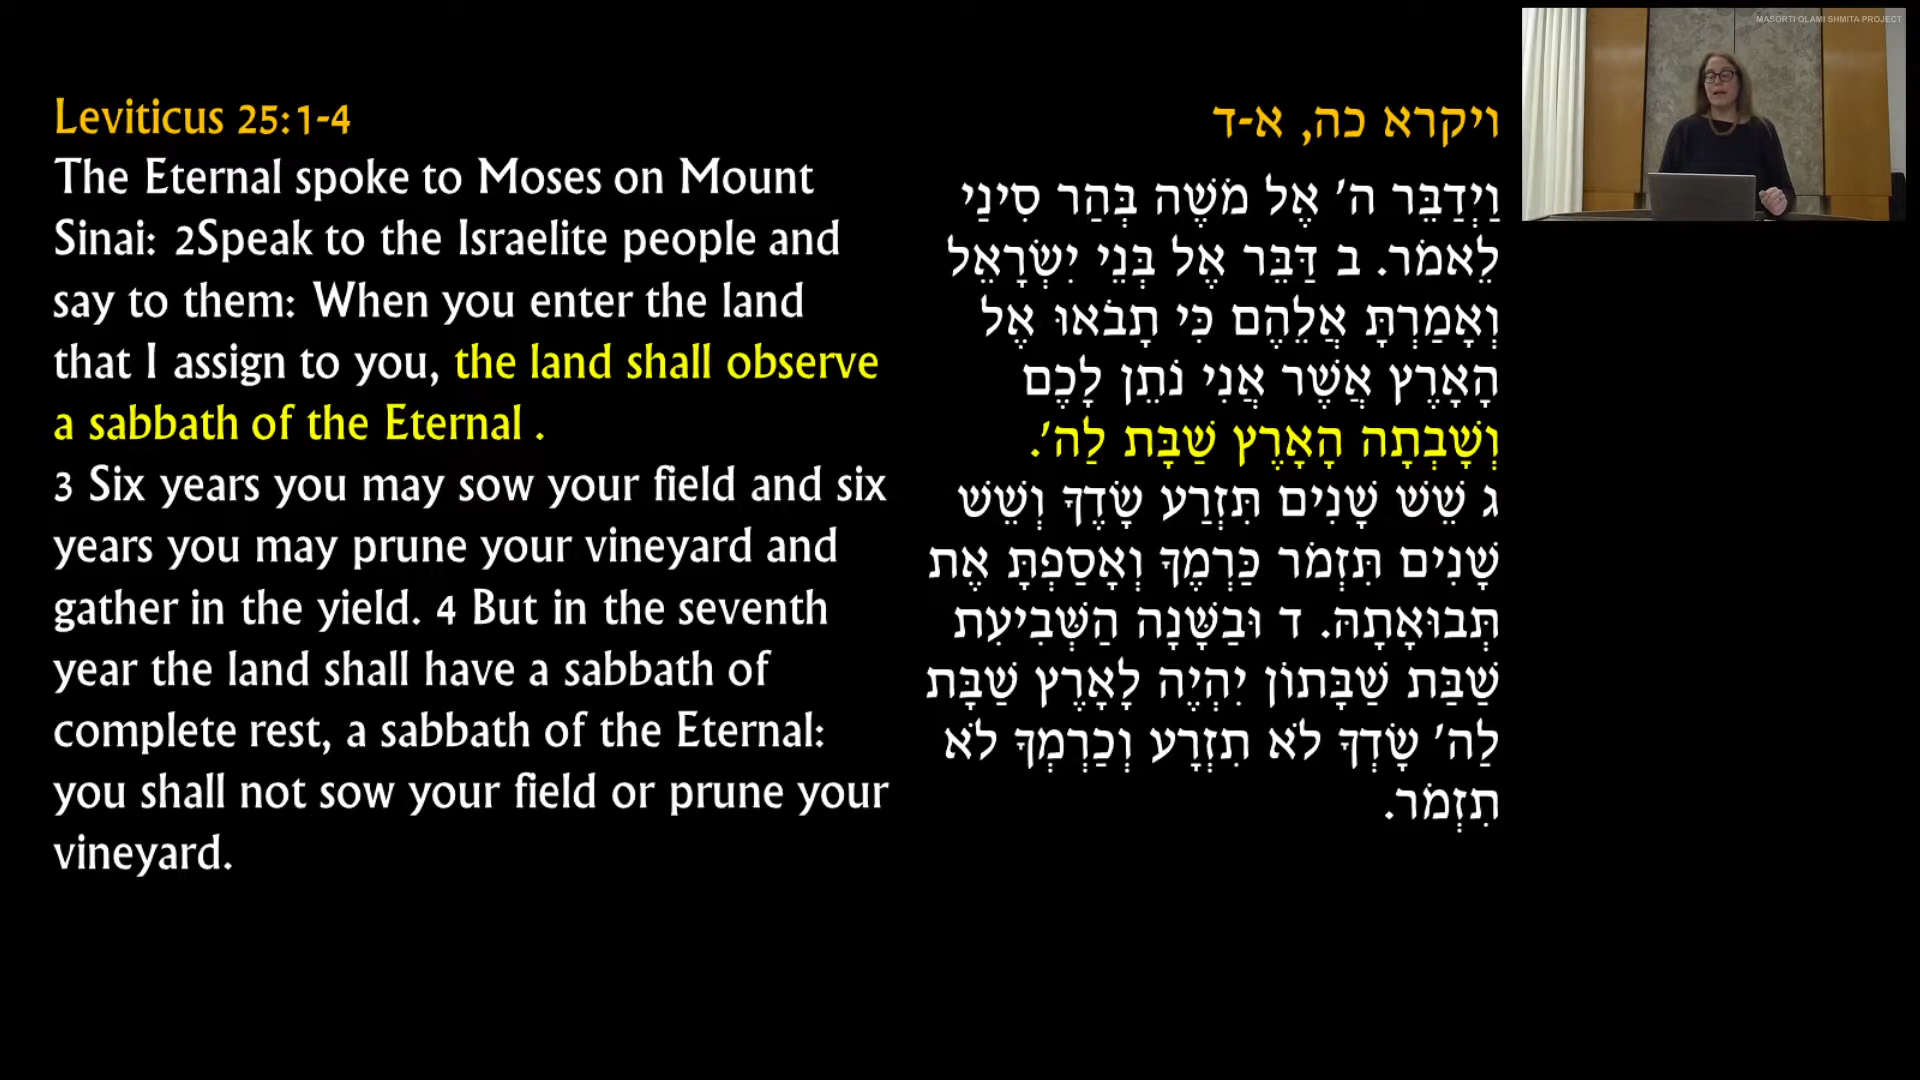 Leviticus 25:1-4
The Eternal spoke to Moses on Mount
Sinai: 2Speak to the Israelite people and
say to them: When you enter the land
that I assign to you, the land shall observe
a sabbath of the Eternal .
3 Six years you may sow your field and six
years you may prune your vineyard and
gather in the yield. 4 But in the seventh
year the land shall have a sabbath of
complete rest, a sabbath of the Eternal:
you shall not sow your field or prune your
vineyard.
ויקרא כה, א-ד
וַיְדַבֵּר ה' אֶל מֹשֶׁה בְּהַר סִינַי
לֵאמֹר. ב דַּבֵּר אֶל בְּנֵי יִשְׂרָאֵל
וְאָמַרְתָּ אֲלֵהֶם כִּי תָבֹאוּ אֶל
הָאָרֶץ אֲשֶׁר אֲנִי נֹתֵן לָכֶם
וְשָׁבְתָה הָאָרֶץ שַׁבָּת לַה'.
ג שֵׁשׁ שָׁנִים תִּזְרַע שָׂדֶךָ וְשֵׁשׁ
שָׁנִים תִּזְמֹר כַּרְמֶךָ וְאָסַפְתָּ אֶת
תְּבוּאָתָהּ. ד וּבַשָּׁנָה הַשְּׁבִיעִת
שַׁבַּת שַׁבָּתוֹן יִהְיֶה לָאָרֶץ שַׁבָּת
לַה' שָׂדְךָ לֹא תִזְרָע וְכַרְמְךָ לֹא
תִזְמֹר.
MASORTI OLAMI SHMITA PROJECT